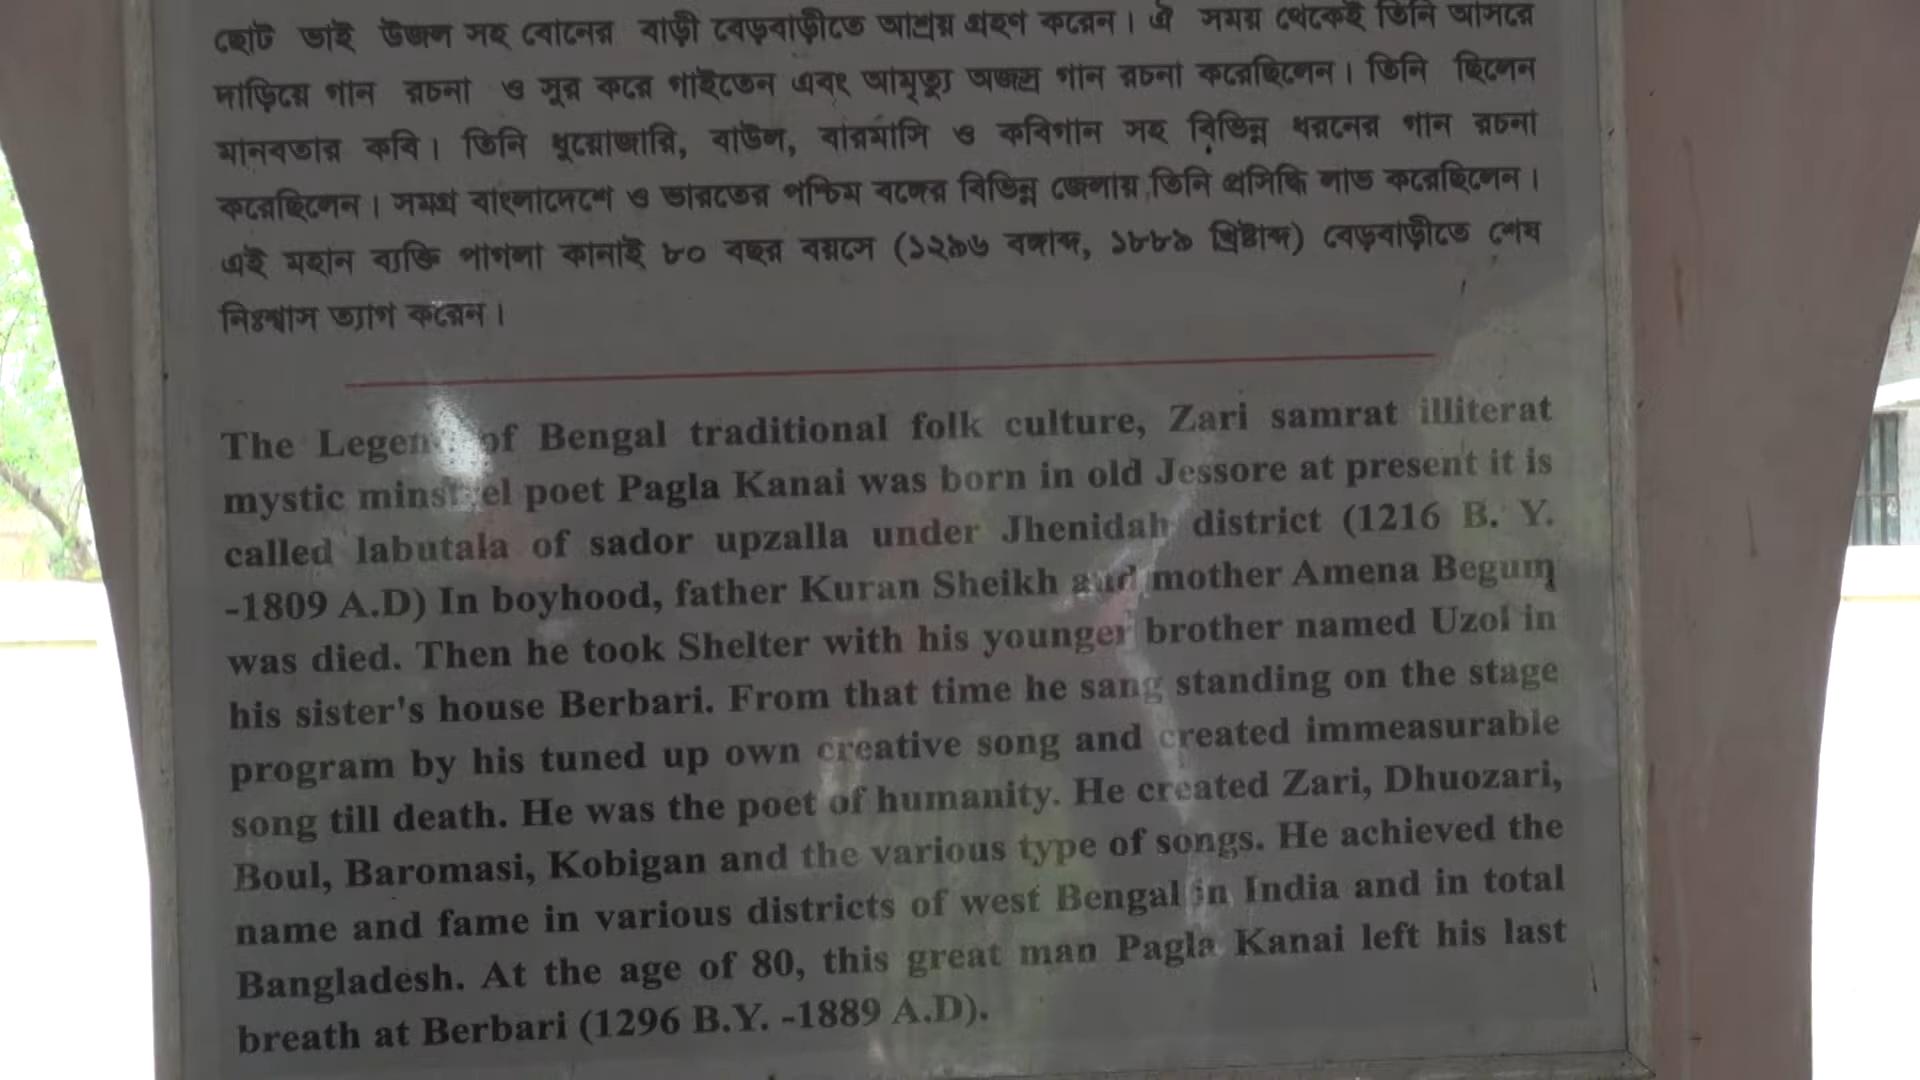 ছোট ভাই উজল সহ বোনের বাড়ী বেড়বাড়ীতে আশ্রয় গ্রহণ করেন। ঐ সময় থেকেই তিনি আসরে
দাড়িয়ে গান রচনা ও সুর করে গাইতেন এবং আমৃত্যু অজস্র গান রচনা করেছিলেন। তিনি ছিলেন
মানবতার কবি। তিনি ধুয়োজারি, বাউল, বারমাসি ও কবিগান সহ বিভিন্ন ধরনের গান রচনা
করেছিলেন। সমগ্র বাংলাদেশে ও ভারতের পশ্চিম বঙ্গের বিভিন্ন জেলায় তিনি প্রসিদ্ধি লাভ করেছিলেন।
এই মহান ব্যক্তি পাগলা কানাই ৮০ বছর বয়সে (১২৯৬ বঙ্গাব্দ, ১৮৮৯ খ্রিষ্টাব্দ) বেড়বাড়ীতে শেষ
নিঃশ্বাস ত্যাগ করেন।
The Legend of Bengal traditional folk culture, Zari samrat illiterat
mystic minstrel poet Pagla Kanai was born in old Jessore at present it is
called labutala of sador upzalla under Jhenidah district (1216 B. Y.
-1809 A.D) In boyhood, father Kuran Sheikh and mother Amena Begum
was died. Then he took Shelter with his younger brother named Uzol in
his sister's house Berbari. From that time he sang standing on the stage
program by his tuned up own creative song and created immeasurable
song till death. He was the poet of humanity. He created Zari, Dhuozari,
Boul, Baromasi, Kobigan and the various type of songs. He achieved the
name and fame in various districts of west Bengal in India and in total
Bangladesh. At the age of 80, this great man Pagla Kanai left his last
breath at Berbari (1296 B.Y. -1889 A.D).